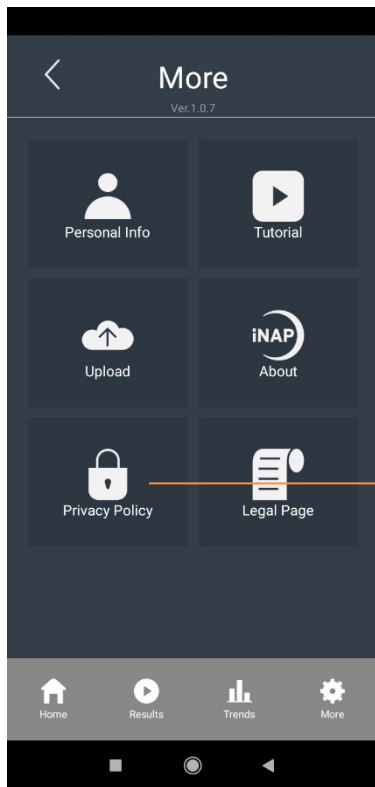 More
Ver.1.0.7
Personal Info
Tutorial
Upload
iNAP
About
Privacy Policy
Legal Page
Home
Results
Trends
More